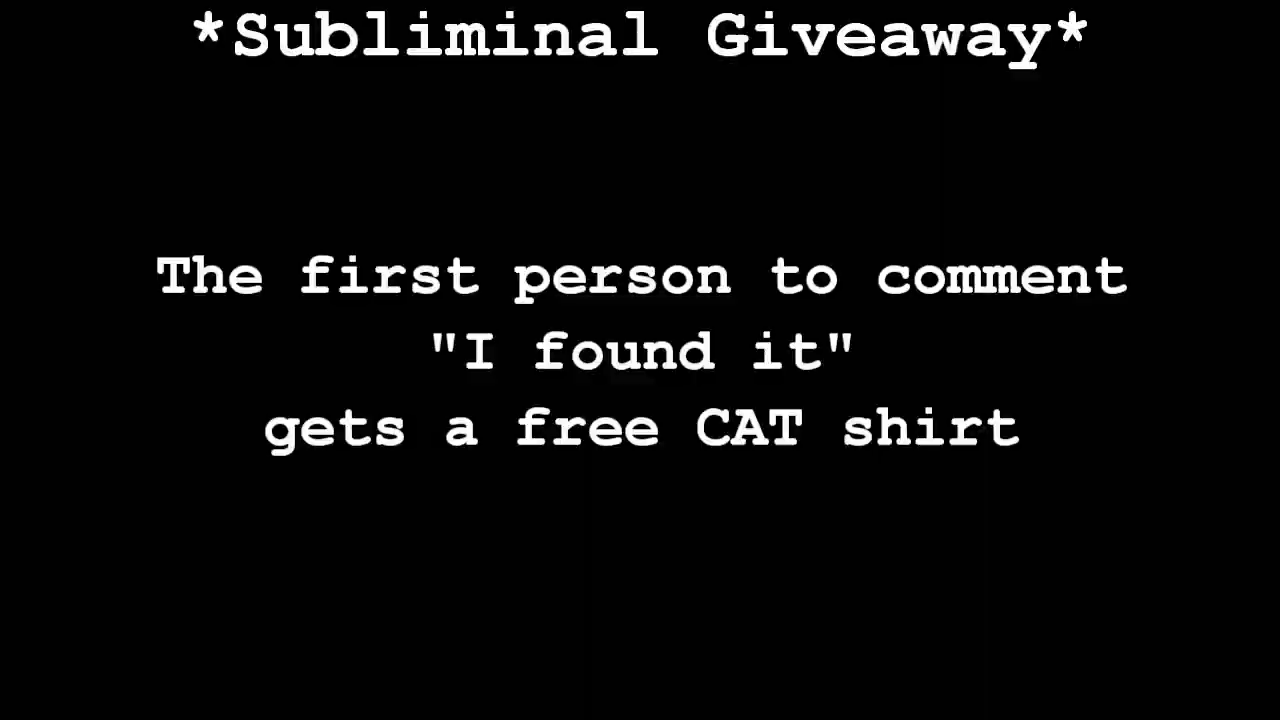 *Subliminal Giveaway*
The first person to comment
"I found it"
gets a free CAT shirt